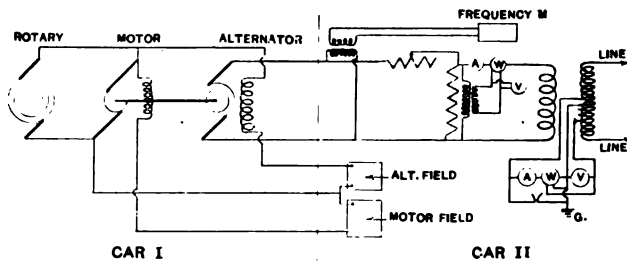 FREQUENCY M
ROTARY MOTOR ALTERNATOR
LINE
A W
V
LINE
A W V
G.
ALT. FIELD
MOTOR FIELD
CAR I CAR II